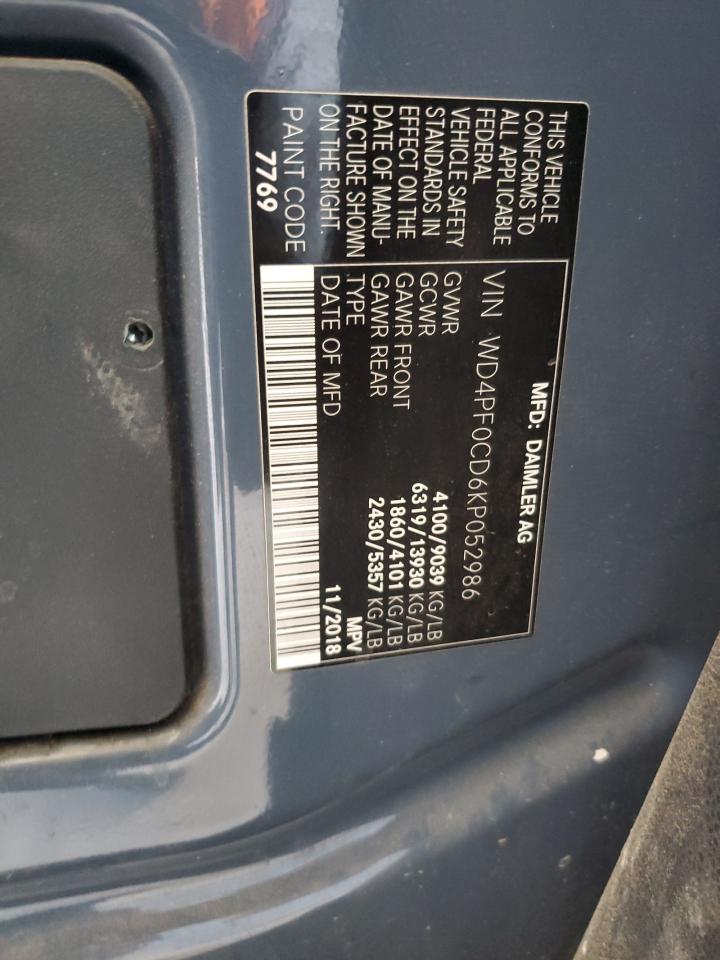 THIS VEHICLE
CONFORMS TO
ALL APPLICABLE
FEDERAL
VEHICLE SAFETY
STANDARDS IN
EFFECT ON THE
DATE OF MANU-
FACTURE SHOWN
ON THE RIGHT.
PAINT CODE
7769
MFD: DAIMLER AG
VIN WD4PF0CD6KP052986
GVWR 4100/9039 KG/LB
GCWR 6319/13930 KG/LB
GAWR FRONT 1860/4101 KG/LB
GAWR REAR 2430/5357 KG/LB
TYPE MPV
DATE OF MFD 11/2018